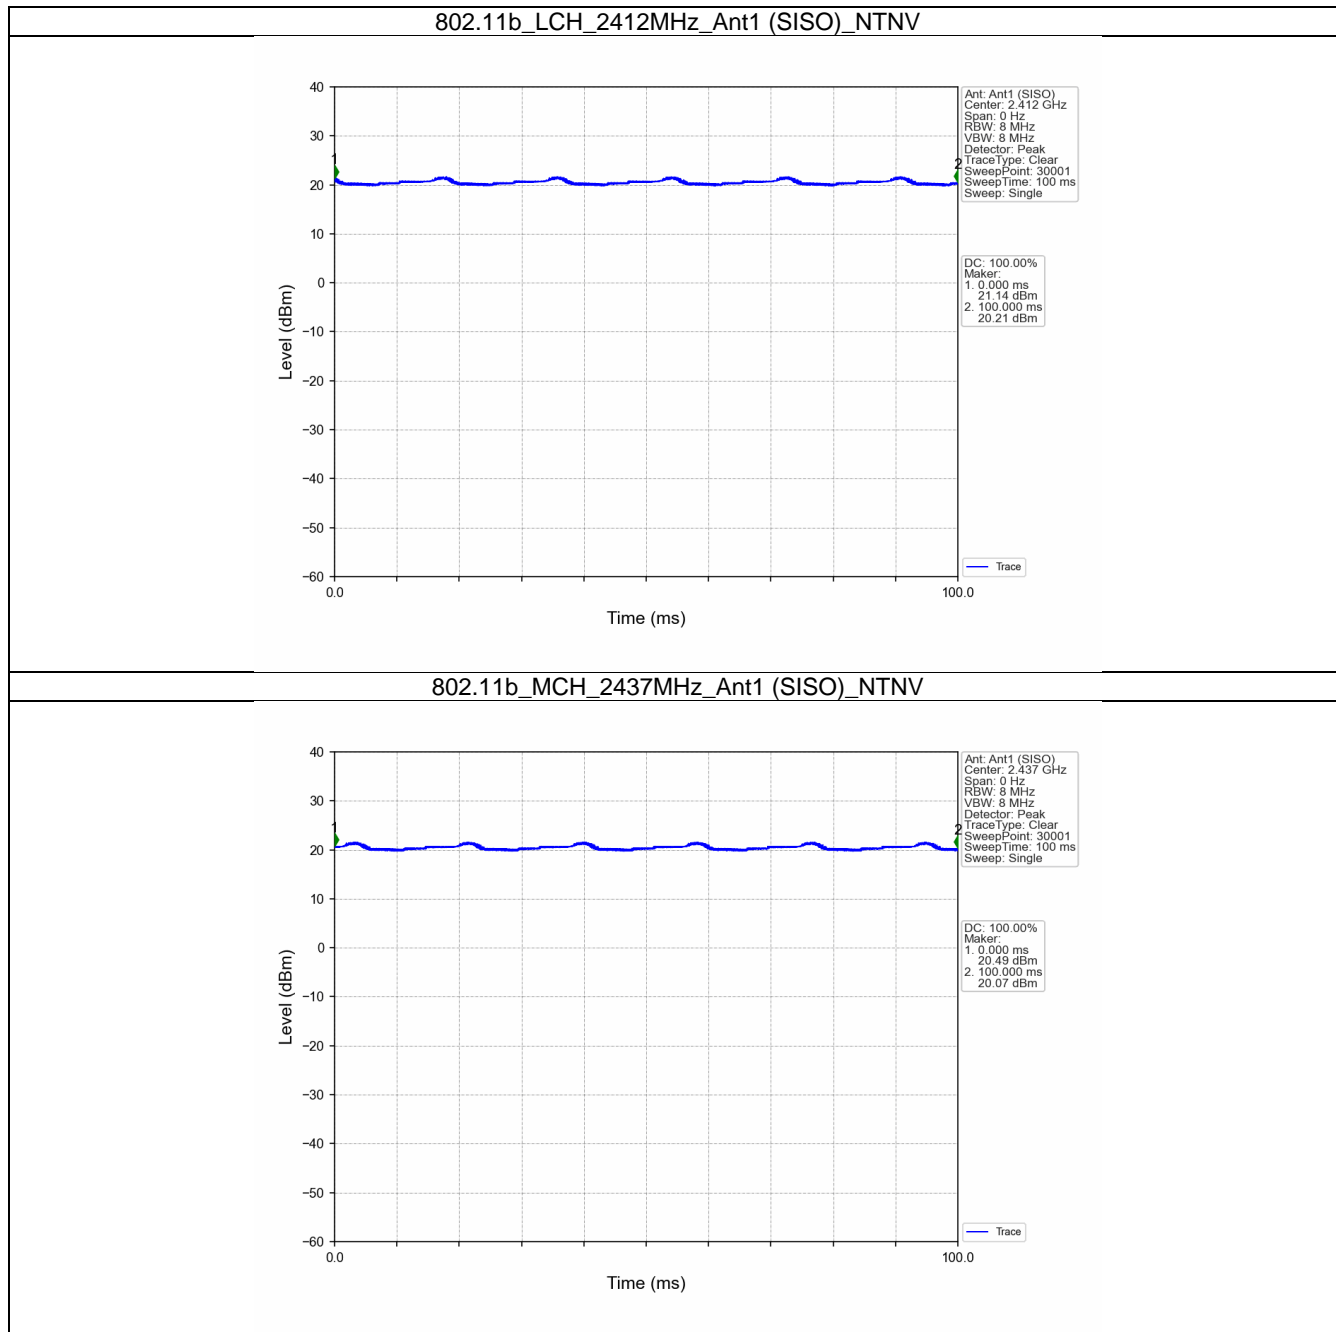 802.11b_LCH_2412MHz_Ant1 (SISO)_NTNV
40
30
20
10
0
−10
−20
−30
−40
−50
−60
Level (dBm)
1
2
0.0
100.0
Time (ms)
Ant: Ant1 (SISO)
Center: 2.412 GHz
Span: 0 Hz
RBW: 8 MHz
VBW: 8 MHz
Detector: Peak
TraceType: Clear
SweepPoint: 30001
SweepTime: 100 ms
Sweep: Single
DC: 100.00%
Maker:
1. 0.000 ms
21.14 dBm
2. 100.000 ms
20.21 dBm
Trace
802.11b_MCH_2437MHz_Ant1 (SISO)_NTNV
40
30
20
10
0
−10
−20
−30
−40
−50
−60
Level (dBm)
1
2
0.0
100.0
Time (ms)
Ant: Ant1 (SISO)
Center: 2.437 GHz
Span: 0 Hz
RBW: 8 MHz
VBW: 8 MHz
Detector: Peak
TraceType: Clear
SweepPoint: 30001
SweepTime: 100 ms
Sweep: Single
DC: 100.00%
Maker:
1. 0.000 ms
20.49 dBm
2. 100.000 ms
20.07 dBm
Trace